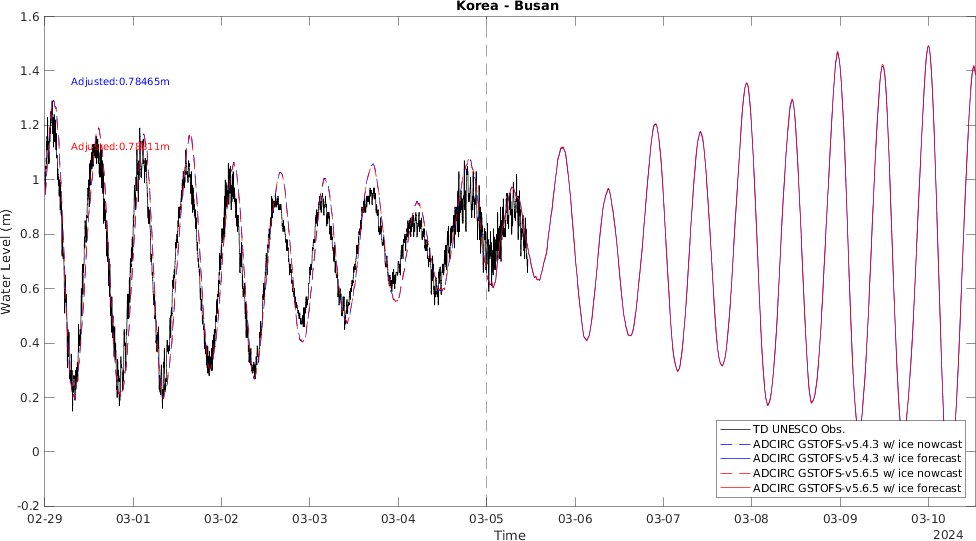 Korea - Busan
1.6
1.4
1.2
1
0.8
0.6
0.4
0.2
0
-0.2
Water Level (m)
Adjusted:0.78465m
02-29
03-01
03-02
03-03
03-04
03-05
03-06
03-07
03-08
03-09
03-10
Time
2024
TD UNESCO Obs.
ADCIRC GSTOFS-v5.4.3 w/ ice nowcast
ADCIRC GSTOFS-v5.4.3 w/ ice forecast
ADCIRC GSTOFS-v5.6.5 w/ ice nowcast
ADCIRC GSTOFS-v5.6.5 w/ ice forecast